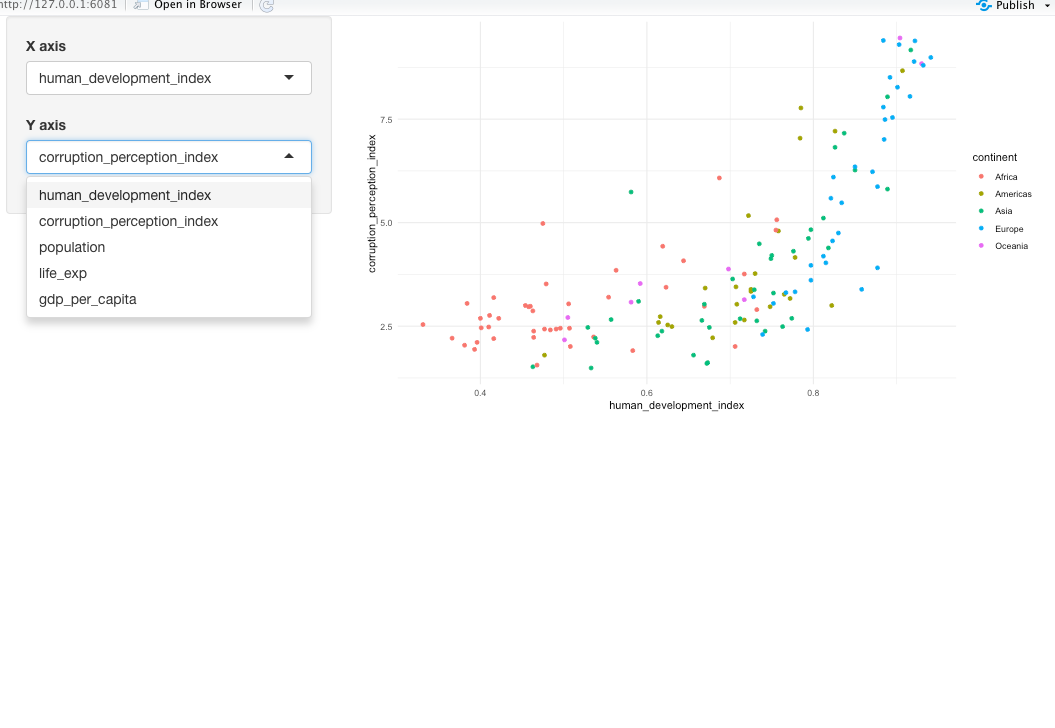 http://127.0.0.1:6081
Open in Browser
Publish
X axis
human_development_index
Y axis
corruption_perception_index
human_development_index
corruption_perception_index
population
life_exp
gdp_per_capita
corruption_perception_index
7.5
5.0
2.5
0.4
0.6
0.8
human_development_index
continent
Africa
Americas
Asia
Europe
Oceania